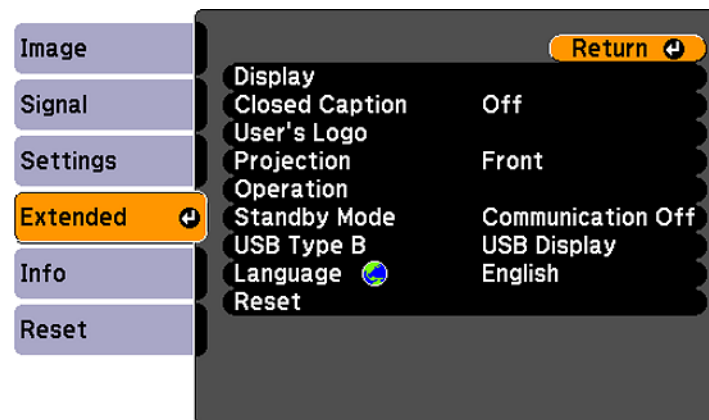 Image
Signal
Settings
Extended
Info
Reset
Return
Display
Closed Caption Off
User's Logo
Projection Front
Operation
Standby Mode Communication Off
USB Type B USB Display
Language English
Reset